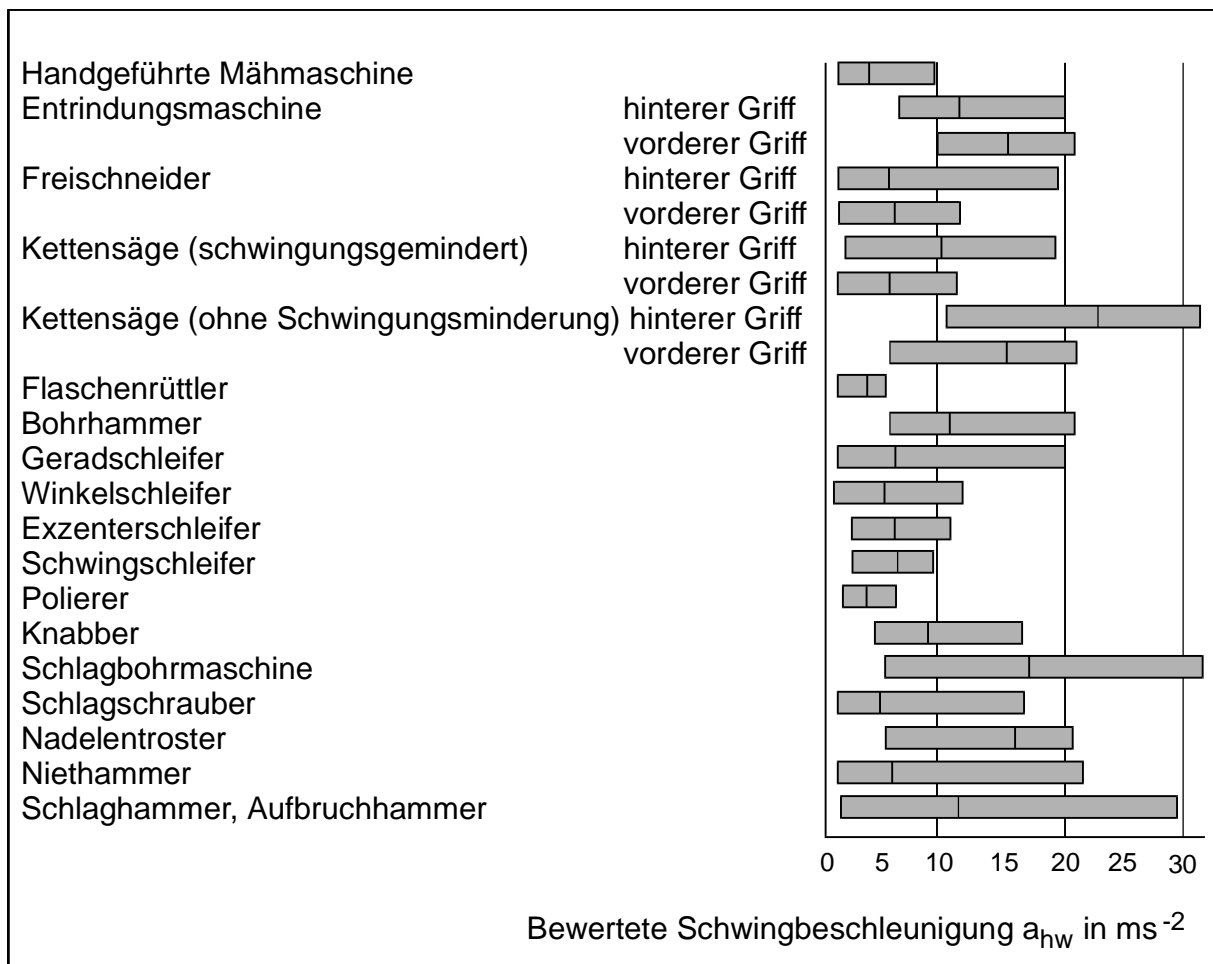 Handgeführte Mähmaschine
Entrindungsmaschine hinterer Griff
vorderer Griff
Freischneider hinterer Griff
vorderer Griff
Kettensäge (schwingungsgemindert) hinterer Griff
vorderer Griff
Kettensäge (ohne Schwingungsminderung) hinterer Griff
vorderer Griff
Flaschenrüttler
Bohrhammer
Geradschleifer
Winkelschleifer
Exzenterschleifer
Schwingschleifer
Polierer
Knabber
Schlagbohrmaschine
Schlagschrauber
Nadelentroster
Niethammer
Schlaghammer, Aufbruchhammer
0 5 10 15 20 25 30
Bewertete Schwingbeschleunigung a hw in ms -2